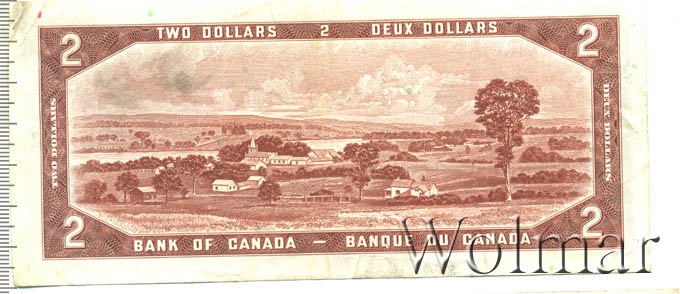 TWO DOLLARS 2 DEUX DOLLARS
2 2
TWO DOLLARS
DEUX DOLLARS
2 2
BANK OF CANADA — BANQUE DU CANADA
Wolmar